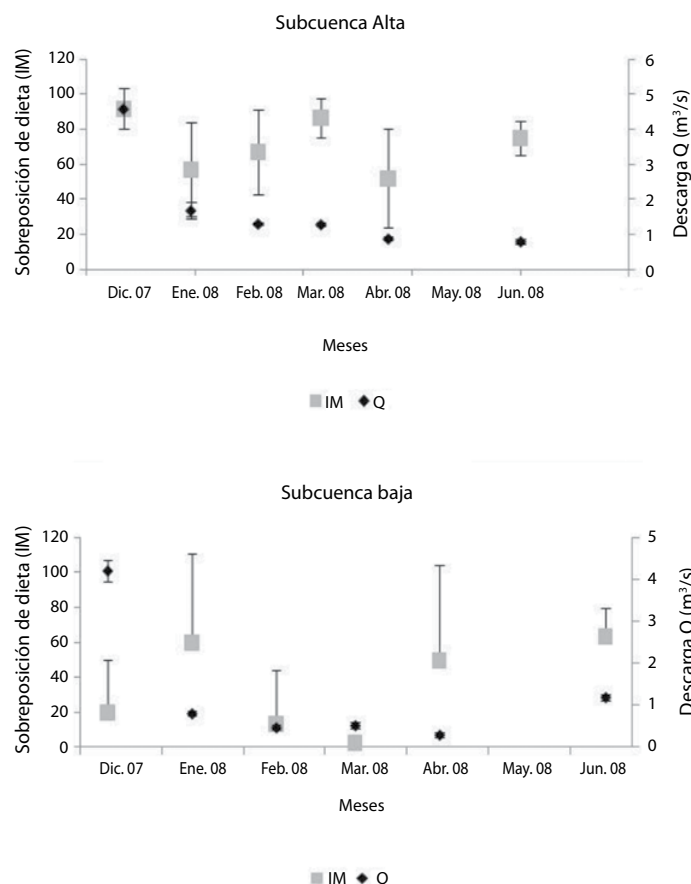 Subcuenca Alta
Sobreposición de dieta (IM)
120
100
80
60
40
20
0
Descarga Q (m³/s)
6
5
4
3
2
1
0
Dic. 07 Ene. 08 Feb. 08 Mar. 08 Abr. 08 May. 08 Jun. 08
Meses
IM Q
Subcuenca baja
Sobreposición de dieta (IM)
120
100
80
60
40
20
0
Descarga Q (m³/s)
5
4
3
2
1
0
Dic. 07 Ene. 08 Feb. 08 Mar. 08 Abr. 08 May. 08 Jun. 08
Meses
IM Q